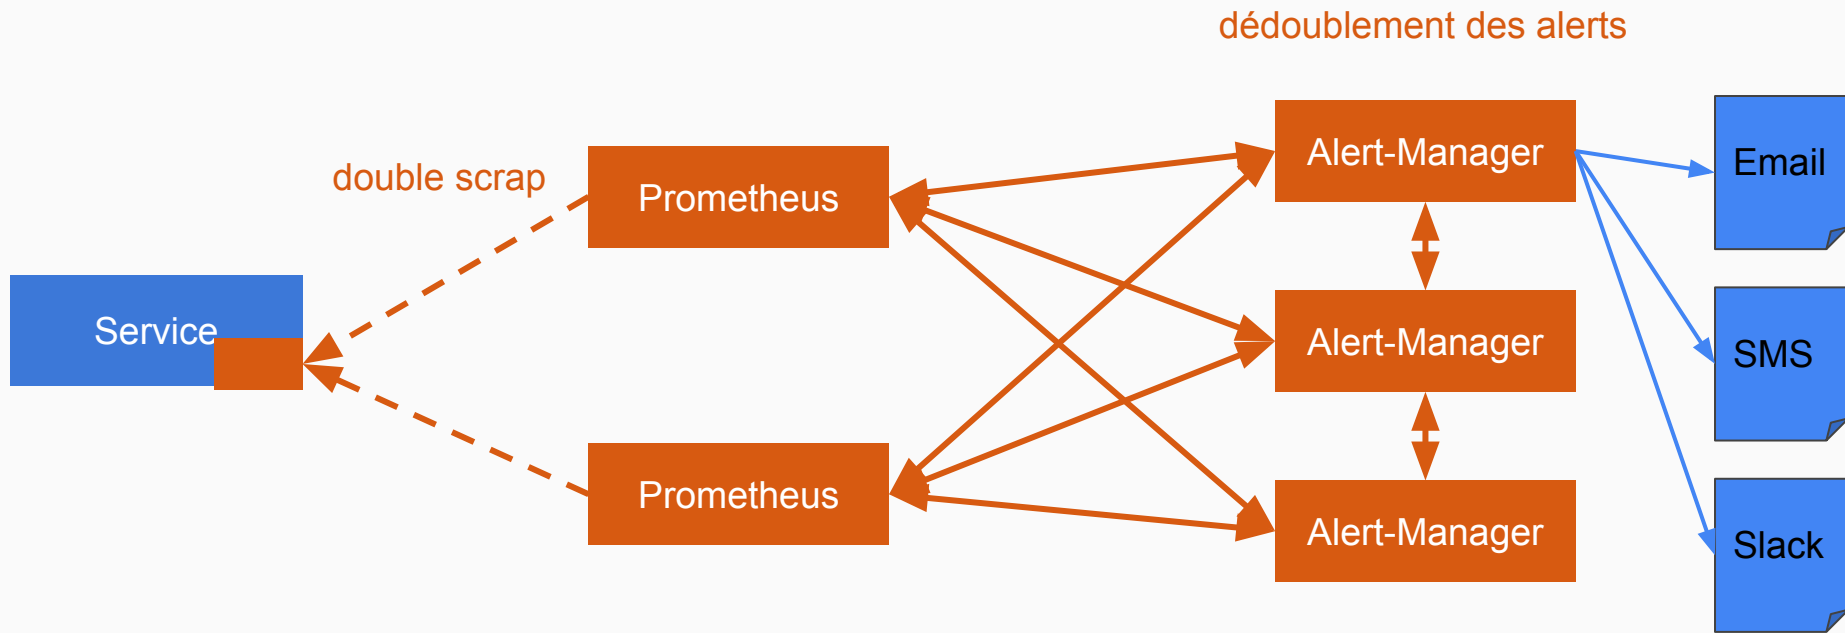 dédoublement des alerts
double scrap
Service
Prometheus
Prometheus
Alert-Manager
Alert-Manager
Alert-Manager
Email
SMS
Slack